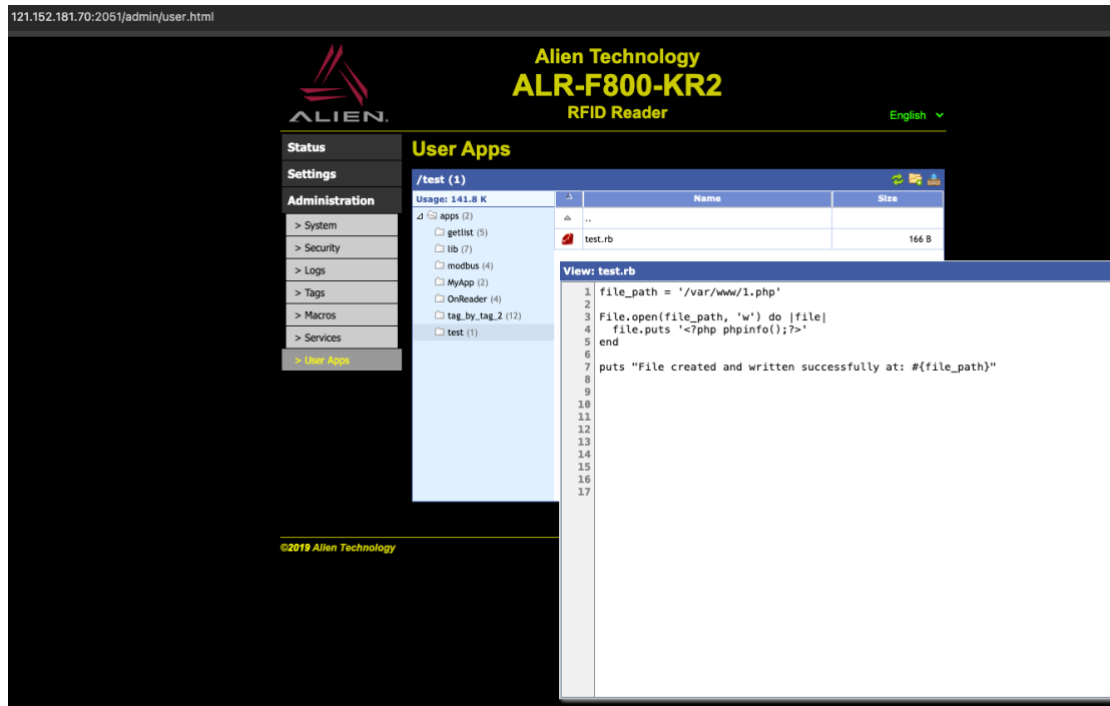 121.152.181.70:2051/admin/user.html
ALIEN.
Alien Technology
ALR-F800-KR2
RFID Reader
English
Status
Settings
Administration
> System
> Security
> Logs
> Tags
> Macros
> Services
> User Apps
User Apps
/test (1)
Usage: 141.8 K
apps (2)
getlist (5)
lib (7)
modbus (4)
MyApp (2)
OnReader (4)
tag_by_tag_2 (12)
test (1)
Name Size
..
test.rb 166 B
View: test.rb
1 file_path = '/var/www/1.php'
2
3 File.open(file_path, 'w') do |file|
4 file.puts '<?php phpinfo();?>'
5 end
6
7 puts "File created and written successfully at: #{file_path}"
8
9
10
11
12
13
14
15
16
17
©2019 Alien Technology